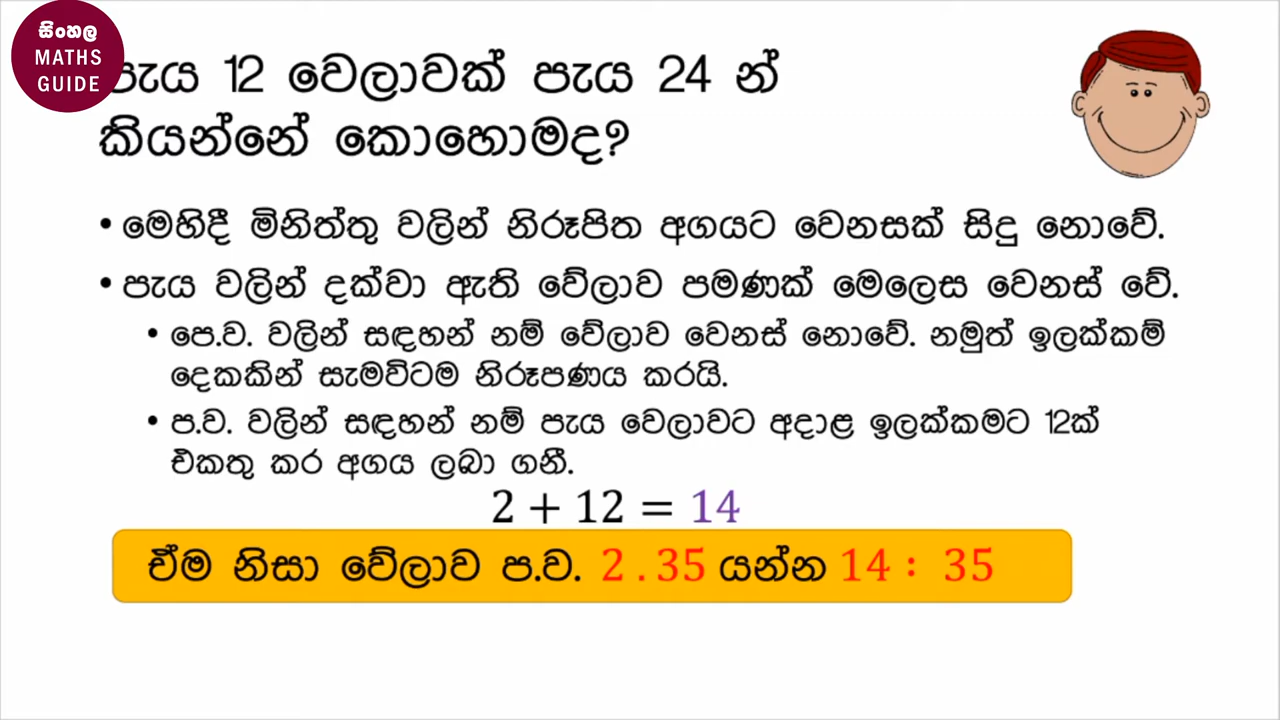 සිංහල
MATHS
GUIDE
පැය 12 වෙලාවක් පැය 24 න්
කියන්නේ කොහොමද?
• මෙහිදී මිනිත්තු වලින් නිරූපිත අගයට වෙනසක් සිදු නොවේ.
• පැය වලින් දක්වා ඇති වේලාව පමණක් මෙලෙස වෙනස් වේ.
• පෙ.ව. වලින් සඳහන් නම් වේලාව වෙනස් නොවේ. නමුත් ඉලක්කම්
දෙකකින් සැමවිටම නිරූපණය කරයි.
• ප.ව. වලින් සඳහන් නම් පැය වෙලාවට අදාළ ඉලක්කමට 12ක්
එකතු කර අගය ලබා ගනී.
2 + 12 = 14
ඒම නිසා වේලාව ප.ව. 2 . 35 යන්න 14 : 35